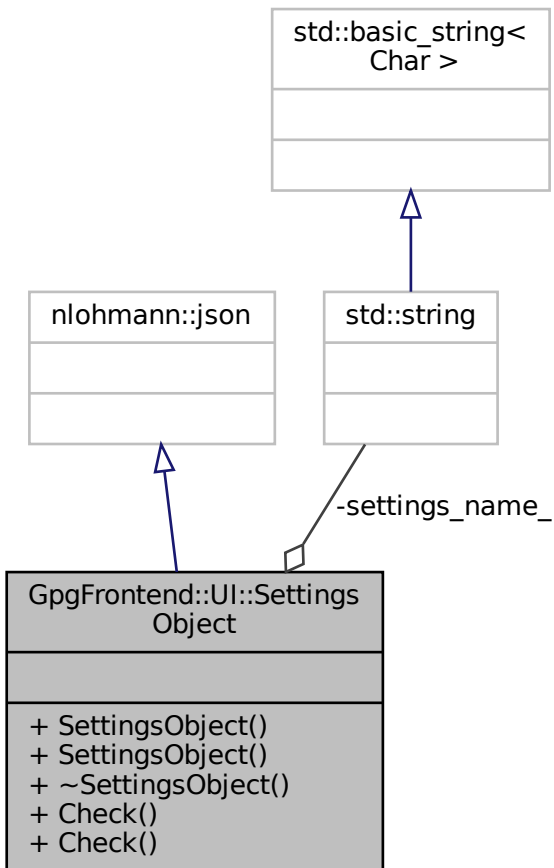 std::basic_string<
Char >
nlohmann::json
std::string
-settings_name_
GpgFrontend::UI::Settings
Object
+ SettingsObject()
+ SettingsObject()
+ ~SettingsObject()
+ Check()
+ Check()